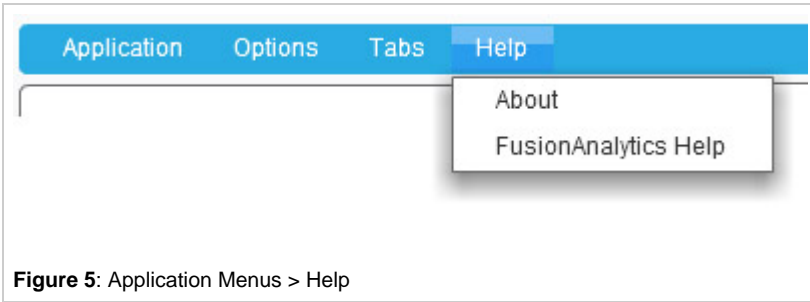 Application Options Tabs Help
About
FusionAnalytics Help
Figure 5: Application Menus > Help